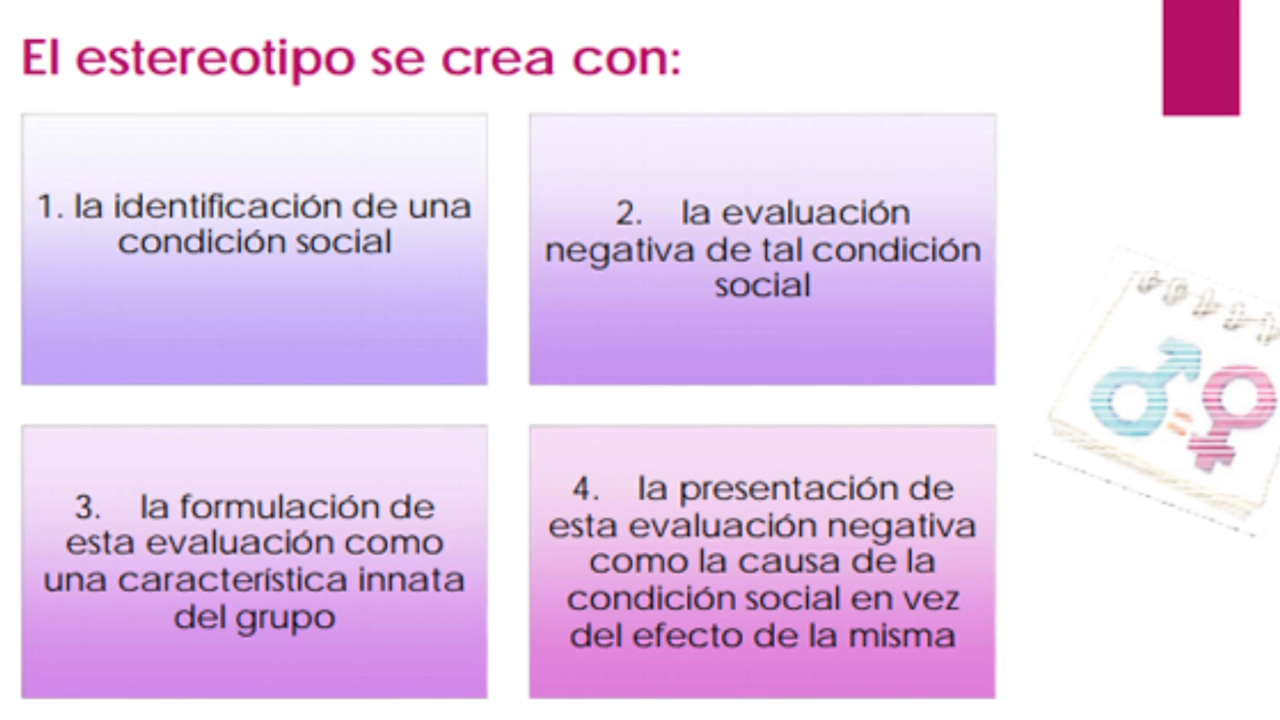 El estereotipo se crea con:
1. la identificación de una
condición social
2. la evaluación
negativa de tal condición
social
3. la formulación de
esta evaluación como
una característica innata
del grupo
4. la presentación de
esta evaluación negativa
como la causa de la
condición social en vez
del efecto de la misma